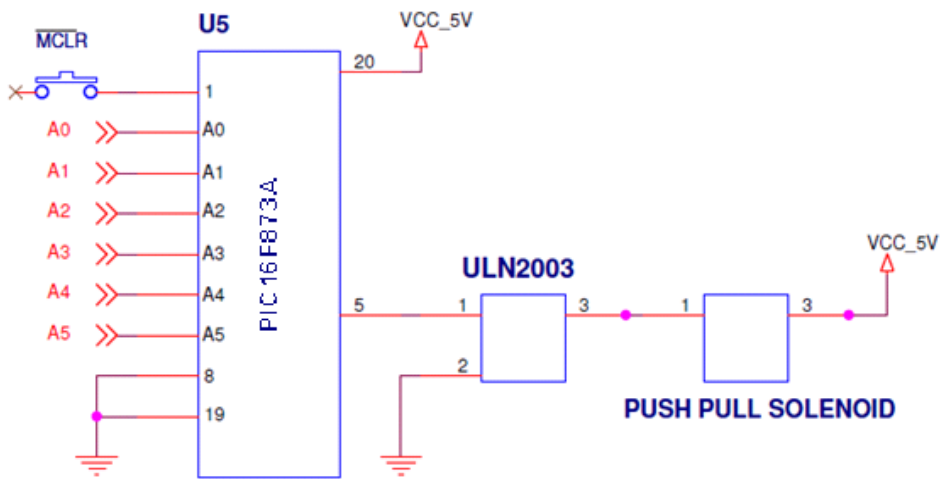 U5
VCC_5V
MCLR
20
1
A0 A0
A1 A1
A2 A2
A3 A3
A4 A4
A5 A5
8
19
PIC16F873A
5
ULN2003
1
3
2
1
3
VCC_5V
PUSH PULL SOLENOID